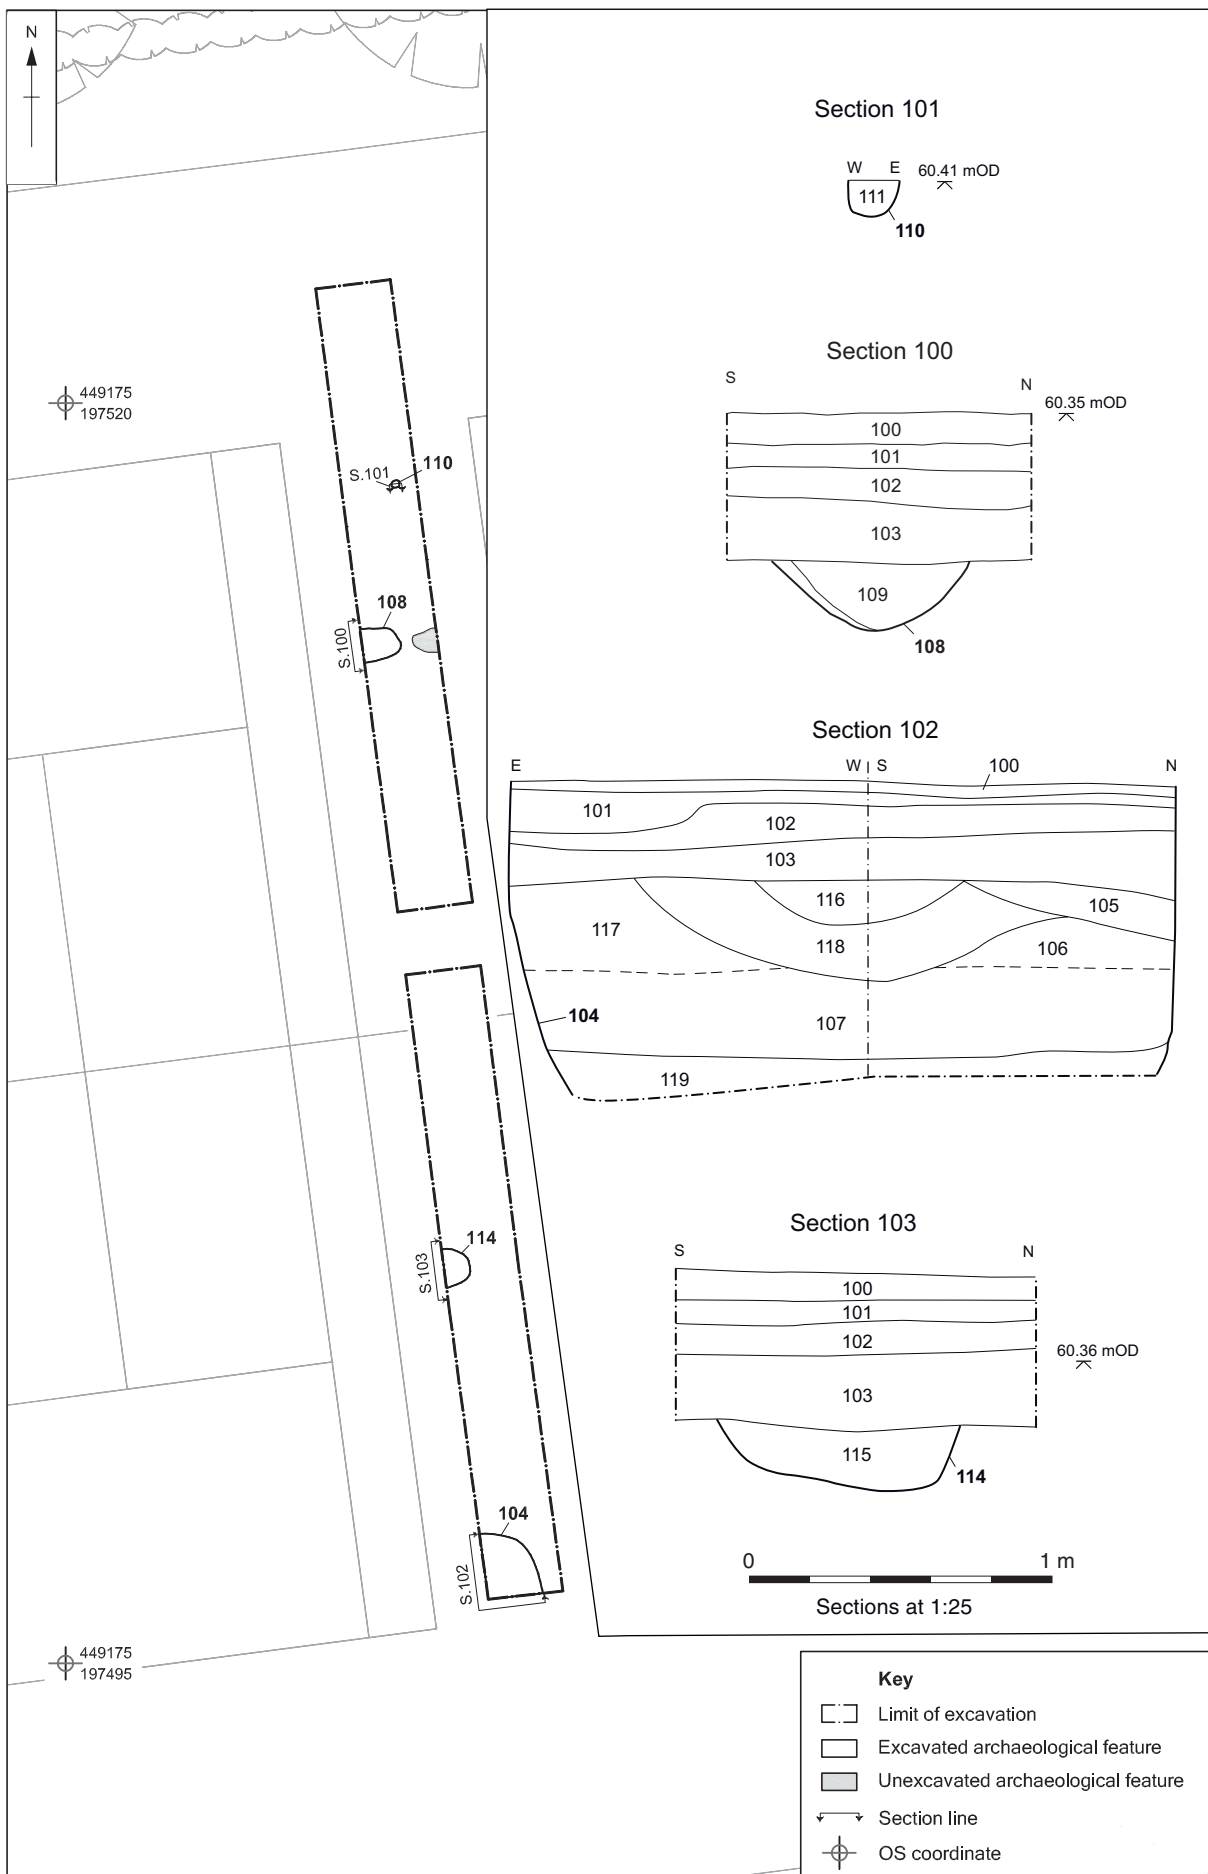 N
449175
197520
S.101
110
108
S.100
114
S.103
104
S.102
449175
197495
Section 101
W E 60.41 mOD
111
110
Section 100
S N
60.35 mOD
100
101
102
103
109
108
Section 102
E W S 100 N
101
102
103
116
105
117
118
106
104
107
119
Section 103
S N
100
101
102
60.36 mOD
103
115
114
0 1 m
Sections at 1:25
Key
Limit of excavation
Excavated archaeological feature
Unexcavated archaeological feature
Section line
OS coordinate